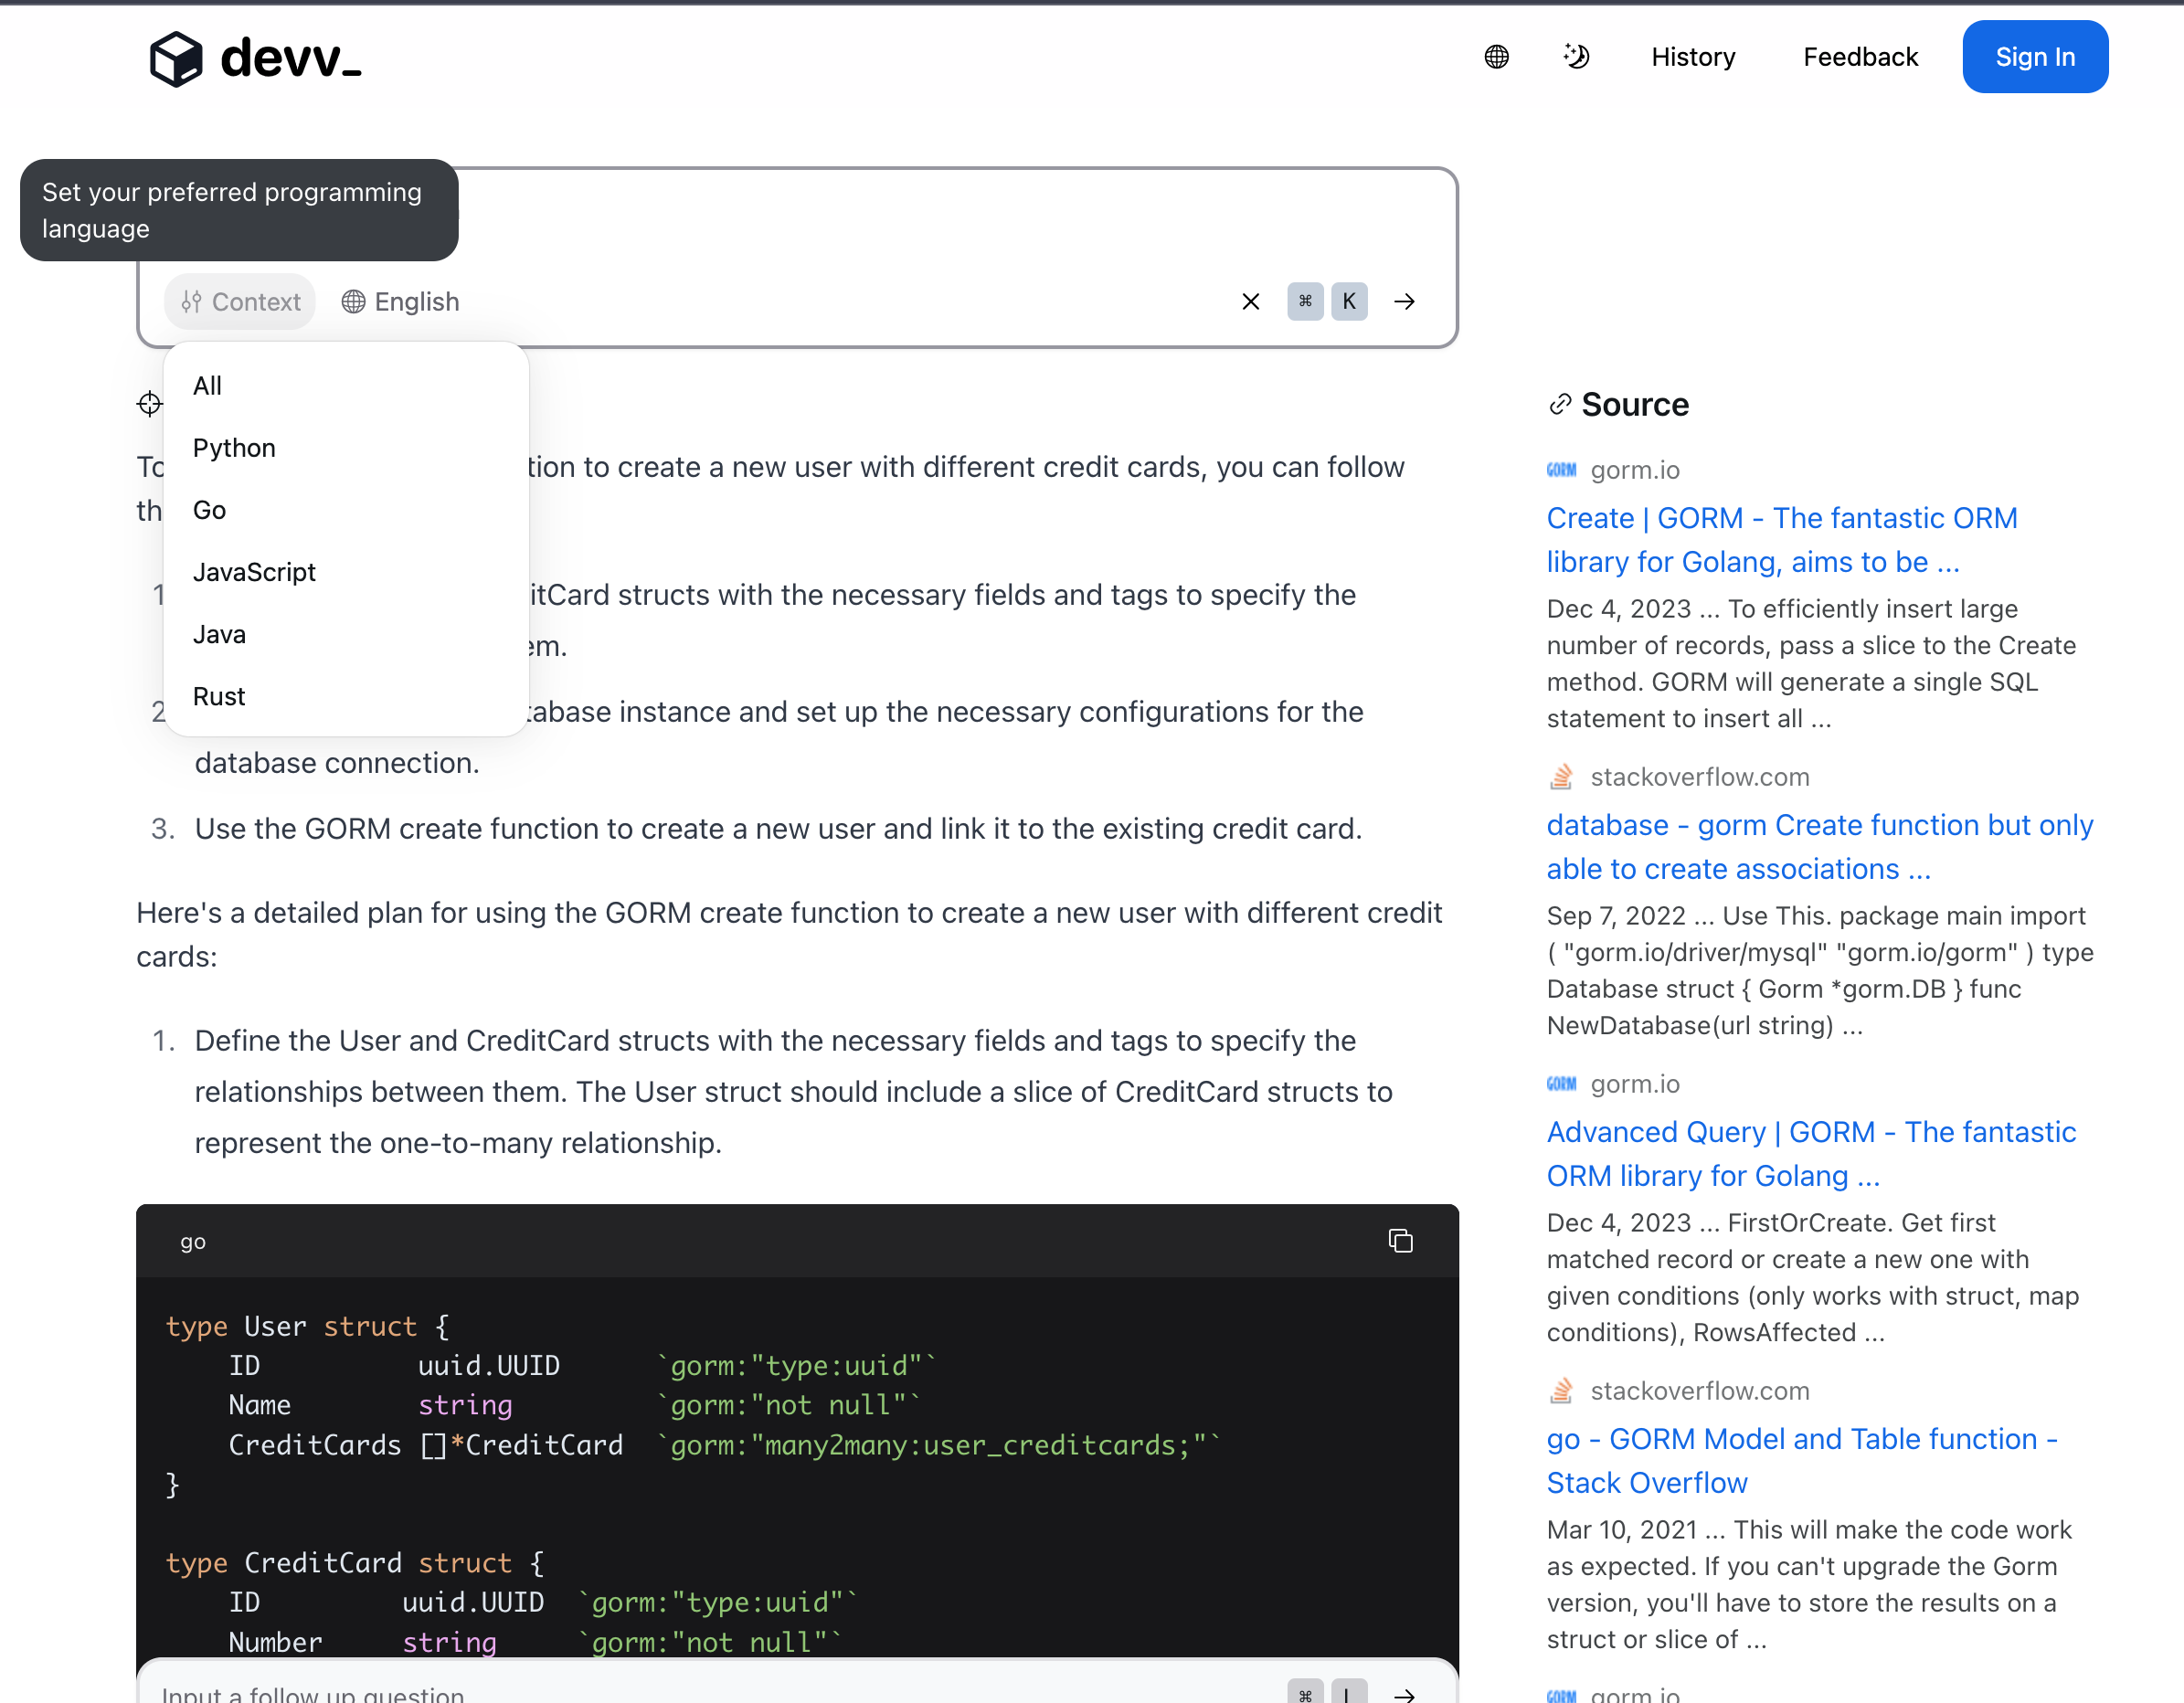 devv_
History
Feedback
Sign In
Set your preferred programming
language
Context
English
⌘ K
All
Python
Go
JavaScript
Java
Rust
tion to create a new user with different credit cards, you can follow
th
itCard structs with the necessary fields and tags to specify the
em.
tabase instance and set up the necessary configurations for the
database connection.
3. Use the GORM create function to create a new user and link it to the existing credit card.
Here's a detailed plan for using the GORM create function to create a new user with different credit
cards:
1. Define the User and CreditCard structs with the necessary fields and tags to specify the
relationships between them. The User struct should include a slice of CreditCard structs to
represent the one-to-many relationship.
go
type User struct {
    ID          uuid.UUID      `gorm:"type:uuid"`
    Name        string         `gorm:"not null"`
    CreditCards []*CreditCard  `gorm:"many2many:user_creditcards;"`
}
type CreditCard struct {
    ID         uuid.UUID  `gorm:"type:uuid"`
    Number     string     `gorm:"not null"`
Input a follow up question
⌘ L
Source
GORM gorm.io
Create | GORM - The fantastic ORM
library for Golang, aims to be ...
Dec 4, 2023 ... To efficiently insert large
number of records, pass a slice to the Create
method. GORM will generate a single SQL
statement to insert all ...
stackoverflow.com
database - gorm Create function but only
able to create associations ...
Sep 7, 2022 ... Use This. package main import
( "gorm.io/driver/mysql" "gorm.io/gorm" ) type
Database struct { Gorm *gorm.DB } func
NewDatabase(url string) ...
GORM gorm.io
Advanced Query | GORM - The fantastic
ORM library for Golang ...
Dec 4, 2023 ... FirstOrCreate. Get first
matched record or create a new one with
given conditions (only works with struct, map
conditions), RowsAffected ...
stackoverflow.com
go - GORM Model and Table function -
Stack Overflow
Mar 10, 2021 ... This will make the code work
as expected. If you can't upgrade the Gorm
version, you'll have to store the results on a
struct or slice of ...
GORM gorm.io